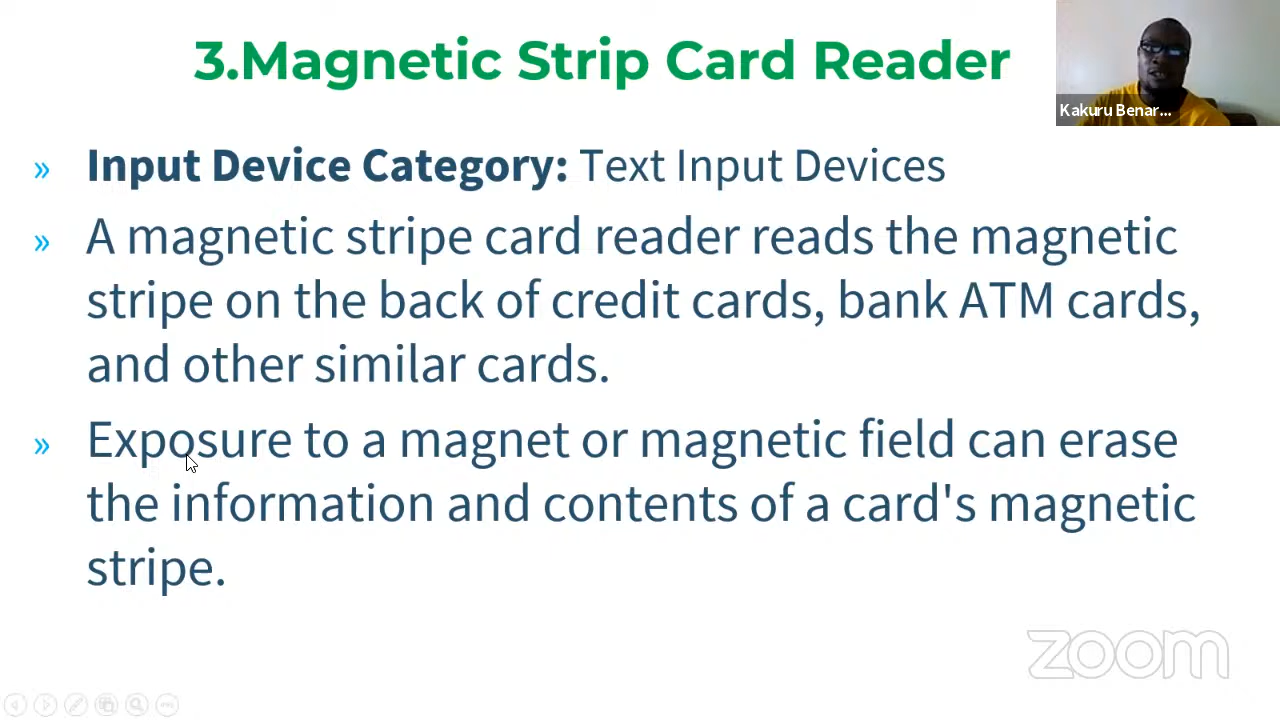 3.Magnetic Strip Card Reader
Kakuru Benar...
» Input Device Category: Text Input Devices
» A magnetic stripe card reader reads the magnetic
stripe on the back of credit cards, bank ATM cards,
and other similar cards.
» Exposure to a magnet or magnetic field can erase
the information and contents of a card's magnetic
stripe.
zoom